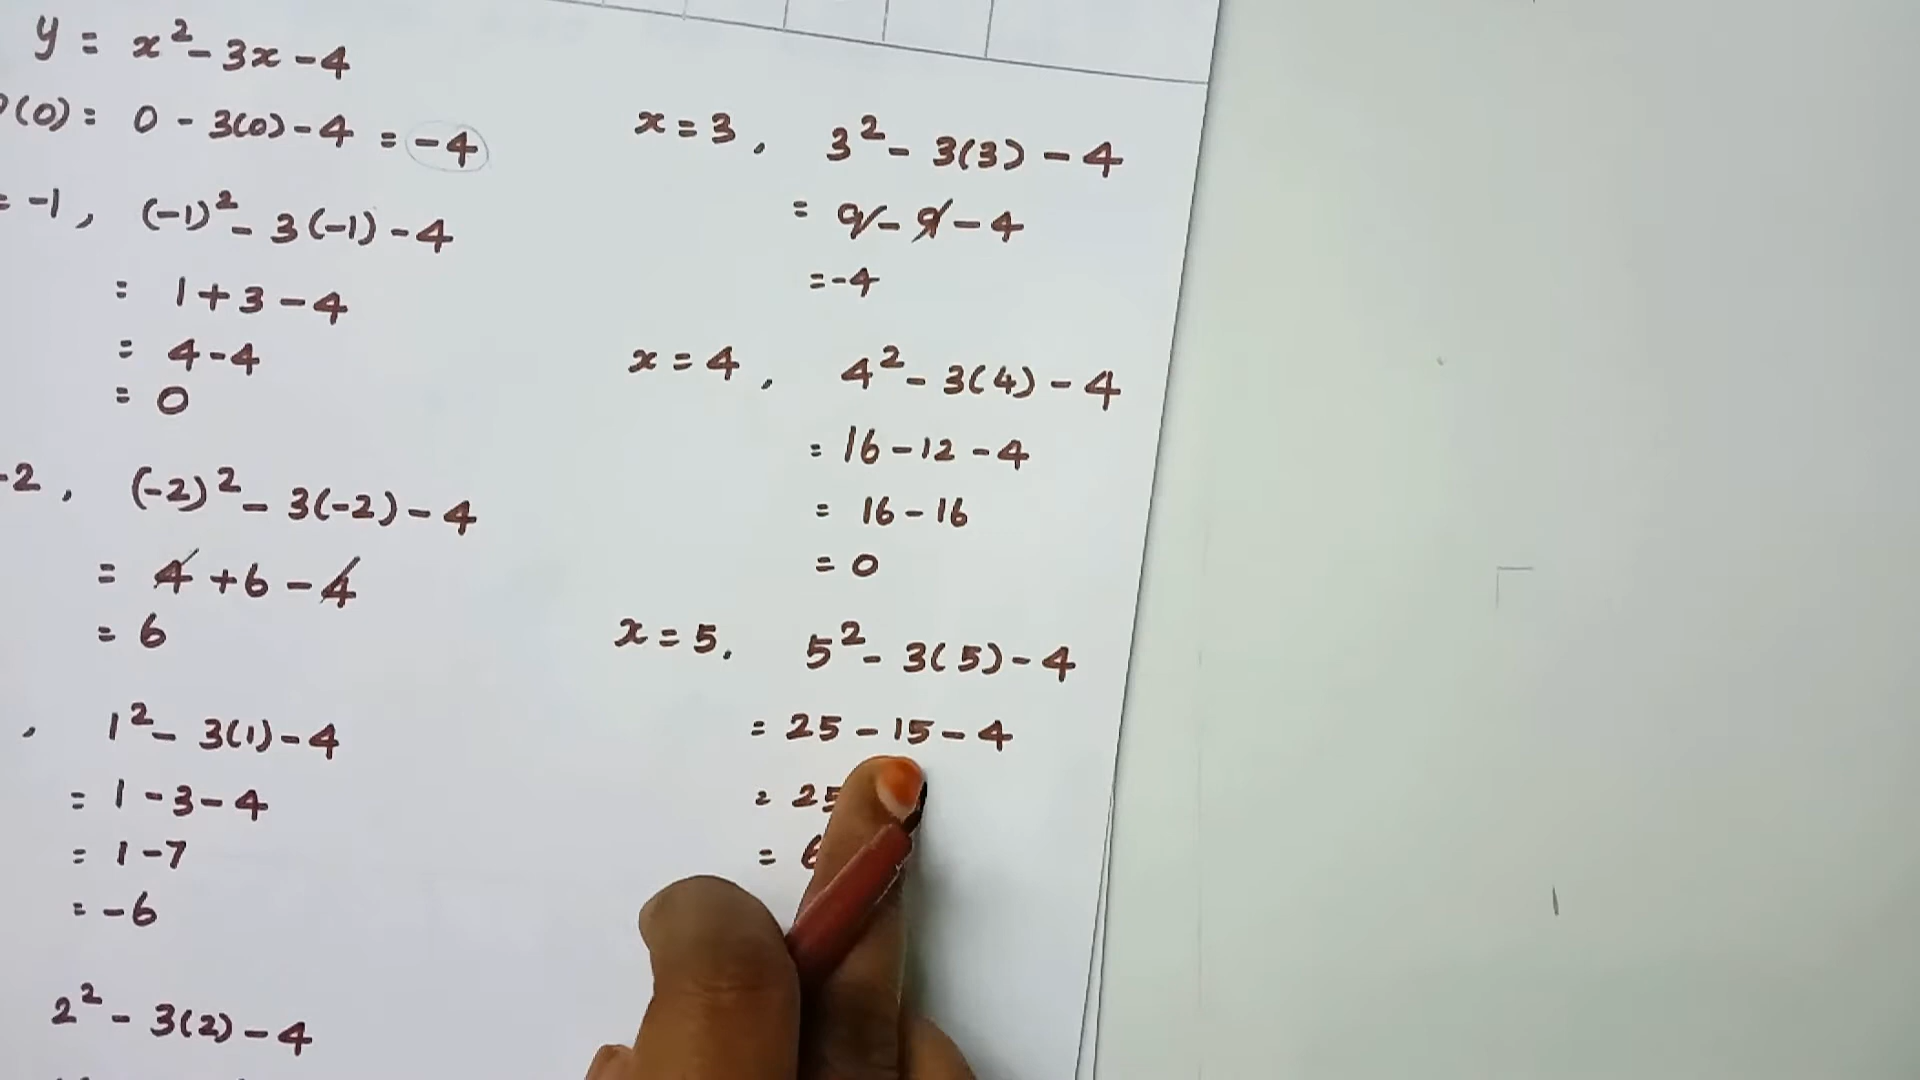 y = x² - 3x - 4
(0) = 0 - 3(0) - 4 = -4
= -1, (-1)² - 3(-1) - 4
= 1 + 3 - 4
= 4 - 4
= 0
-2, (-2)² - 3(-2) - 4
= 4 + 6 - 4
= 6
, 1² - 3(1) - 4
= 1 - 3 - 4
= 1 - 7
= -6
2² - 3(2) - 4
x = 3, 3² - 3(3) - 4
= 9 - 9 - 4
= -4
x = 4, 4² - 3(4) - 4
= 16 - 12 - 4
= 16 - 16
= 0
x = 5, 5² - 3(5) - 4
= 25 - 15 - 4
= 25
= 6